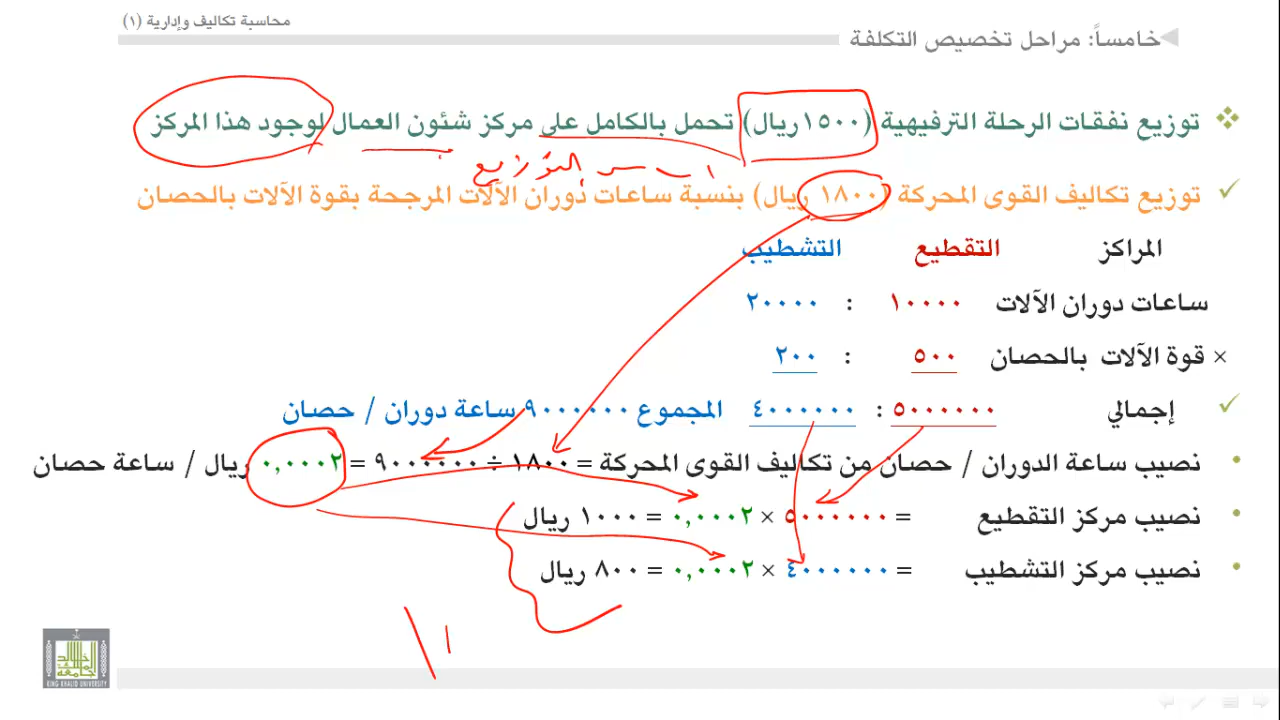 محاسبة تكاليف وإدارية (١)
خامساً: مراحل تخصيص التكلفة
توزيع نفقات الرحلة الترفيهية (١٥٠٠ريال) تحمل بالكامل على مركز شئون العمال لوجود هذا المركز
توزيع تكاليف القوى المحركة (١٨٠٠ ريال) بنسبة ساعات دوران الآلات المرجحة بقوة الآلات بالحصان
المراكز التقطيع التشطيب
ساعات دوران الآلات ١٠٠٠٠ : ٢٠٠٠٠
× قوة الآلات بالحصان ٥٠٠ : ٢٠٠
إجمالي ٥٠٠٠٠٠٠ : ٤٠٠٠٠٠٠ المجموع ٩٠٠٠٠٠٠ ساعة دوران / حصان
نصيب ساعة الدوران / حصان من تكاليف القوى المحركة = ١٨٠٠ ÷ ٩٠٠٠٠٠٠ = ٠,٠٠٠٢ ريال / ساعة حصان
نصيب مركز التقطيع = ٥٠٠٠٠٠٠ × ٠,٠٠٠٢ = ١٠٠٠ ريال
نصيب مركز التشطيب = ٤٠٠٠٠٠٠ × ٠,٠٠٠٢ = ٨٠٠ ريال
KING KHALID UNIVERSITY